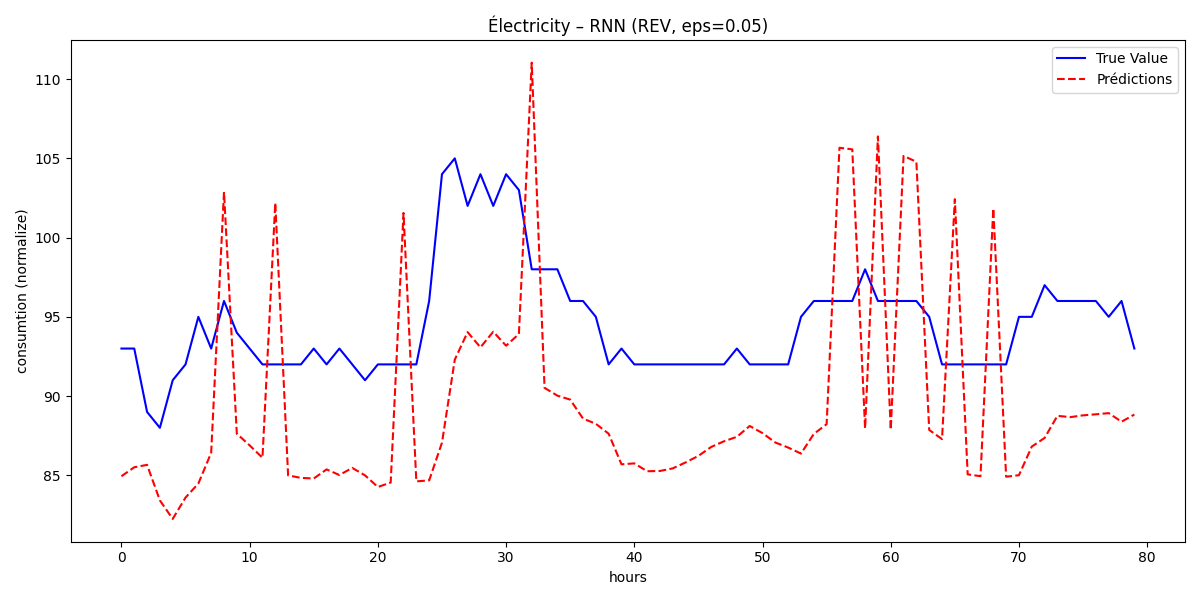 Électricity – RNN (REV, eps=0.05)
True Value
Prédictions
consumtion (normalize)
110
105
100
95
90
85
0 10 20 30 40 50 60 70 80
hours